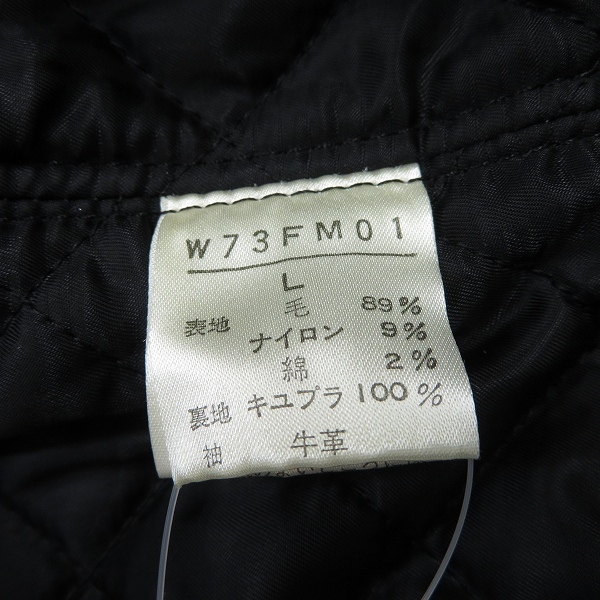 W73FM01
L
毛 89%
表地 ナイロン 9%
綿 2%
裏地 キユプラ 100%
袖 牛革